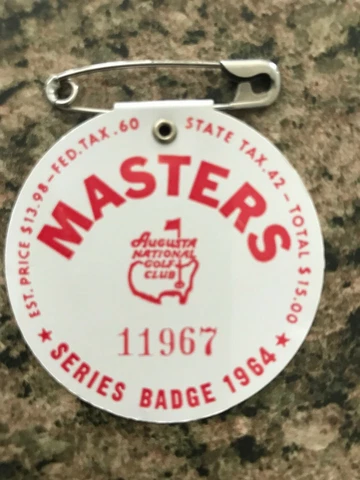 EST. PRICE $13.98-FED.TAX.60 STATE TAX.42-TOTAL $15.00
MASTERS
AUGUSTA
NATIONAL
GOLF
CLUB
11967
★ SERIES BADGE 1964 ★